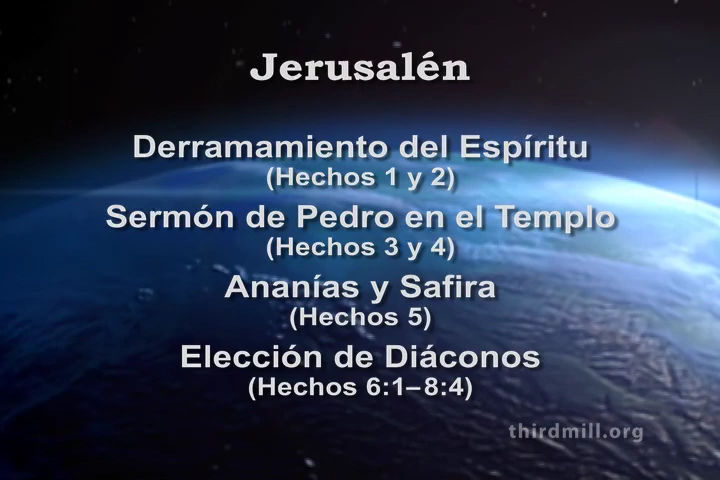 Jerusalén
Derramamiento del Espíritu
(Hechos 1 y 2)
Sermón de Pedro en el Templo
(Hechos 3 y 4)
Ananías y Safira
(Hechos 5)
Elección de Diáconos
(Hechos 6:1–8:4)
thirdmill.org